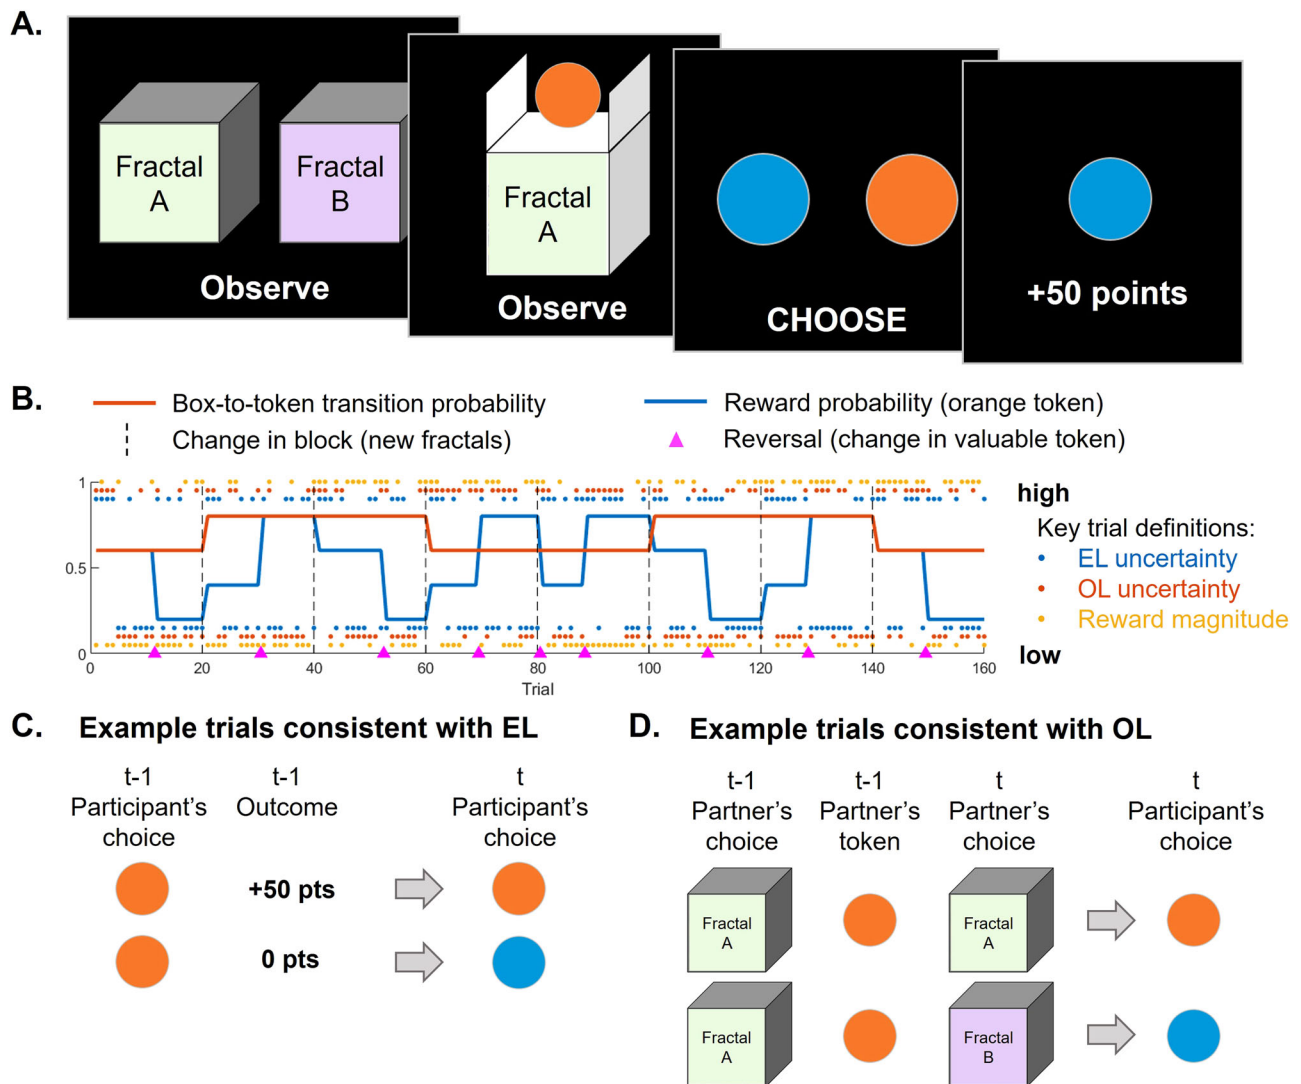 A.
Fractal
A
Fractal
B
Observe
Fractal
A
Observe
CHOOSE
+50 points
B.
Box-to-token transition probability
Reward probability (orange token)
Change in block (new fractals)
Reversal (change in valuable token)
1
0.5
0
0
20
40
60
80
100
120
140
160
Trial
high
Key trial definitions:
EL uncertainty
OL uncertainty
Reward magnitude
low
C.
Example trials consistent with EL
t-1
Participant's
choice
t-1
Outcome
t
Participant's
choice
+50 pts
0 pts
D.
Example trials consistent with OL
t-1
Partner's
choice
t-1
Partner's
token
t
Partner's
choice
t
Participant's
choice
Fractal
A
Fractal
A
Fractal
A
Fractal
B